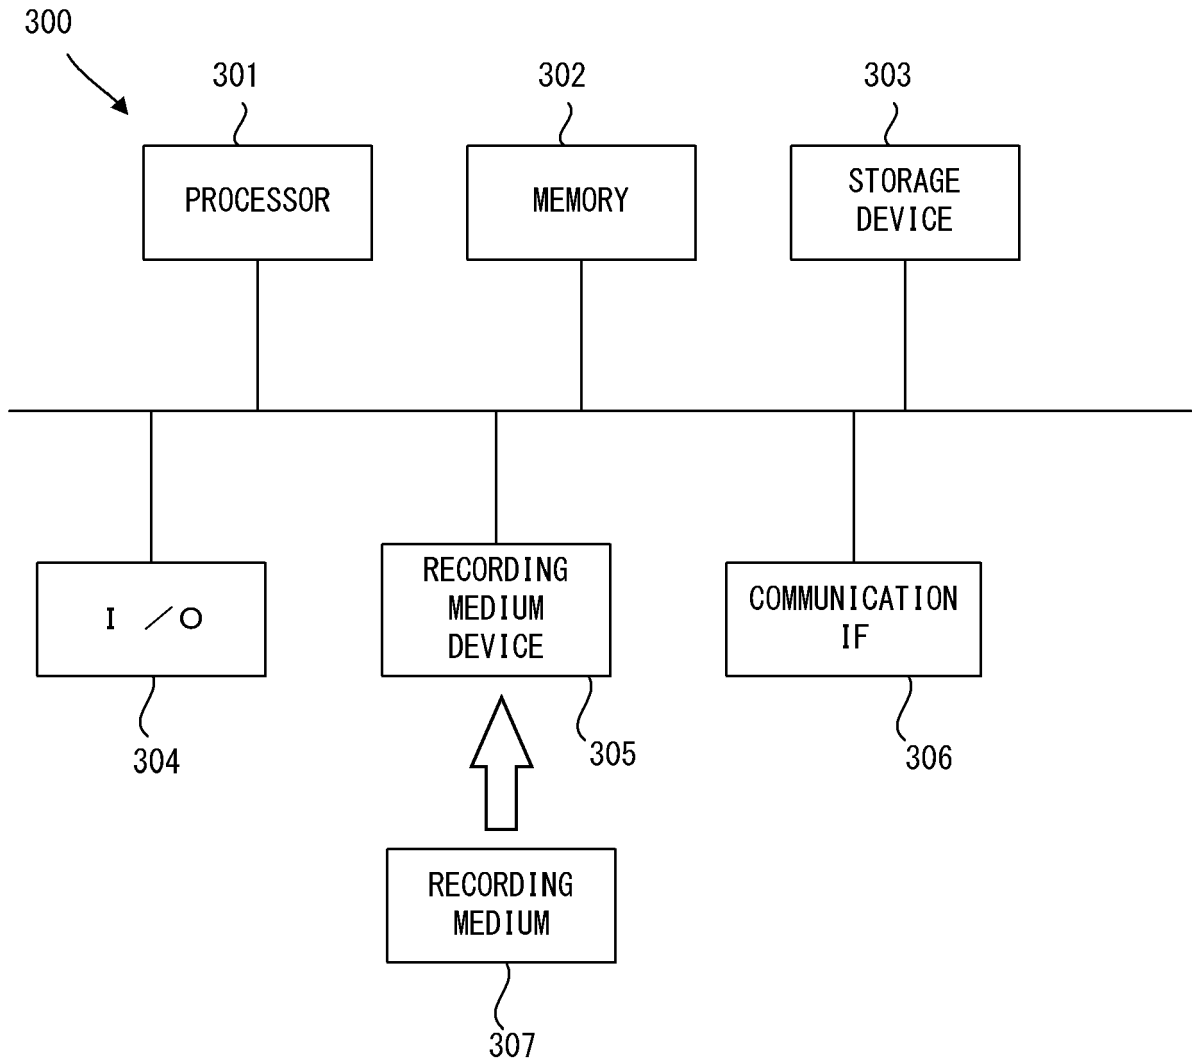 300
301
302
303
PROCESSOR
MEMORY
STORAGE
DEVICE
I /O
RECORDING
MEDIUM
DEVICE
COMMUNICATION
IF
304
305
306
RECORDING
MEDIUM
307